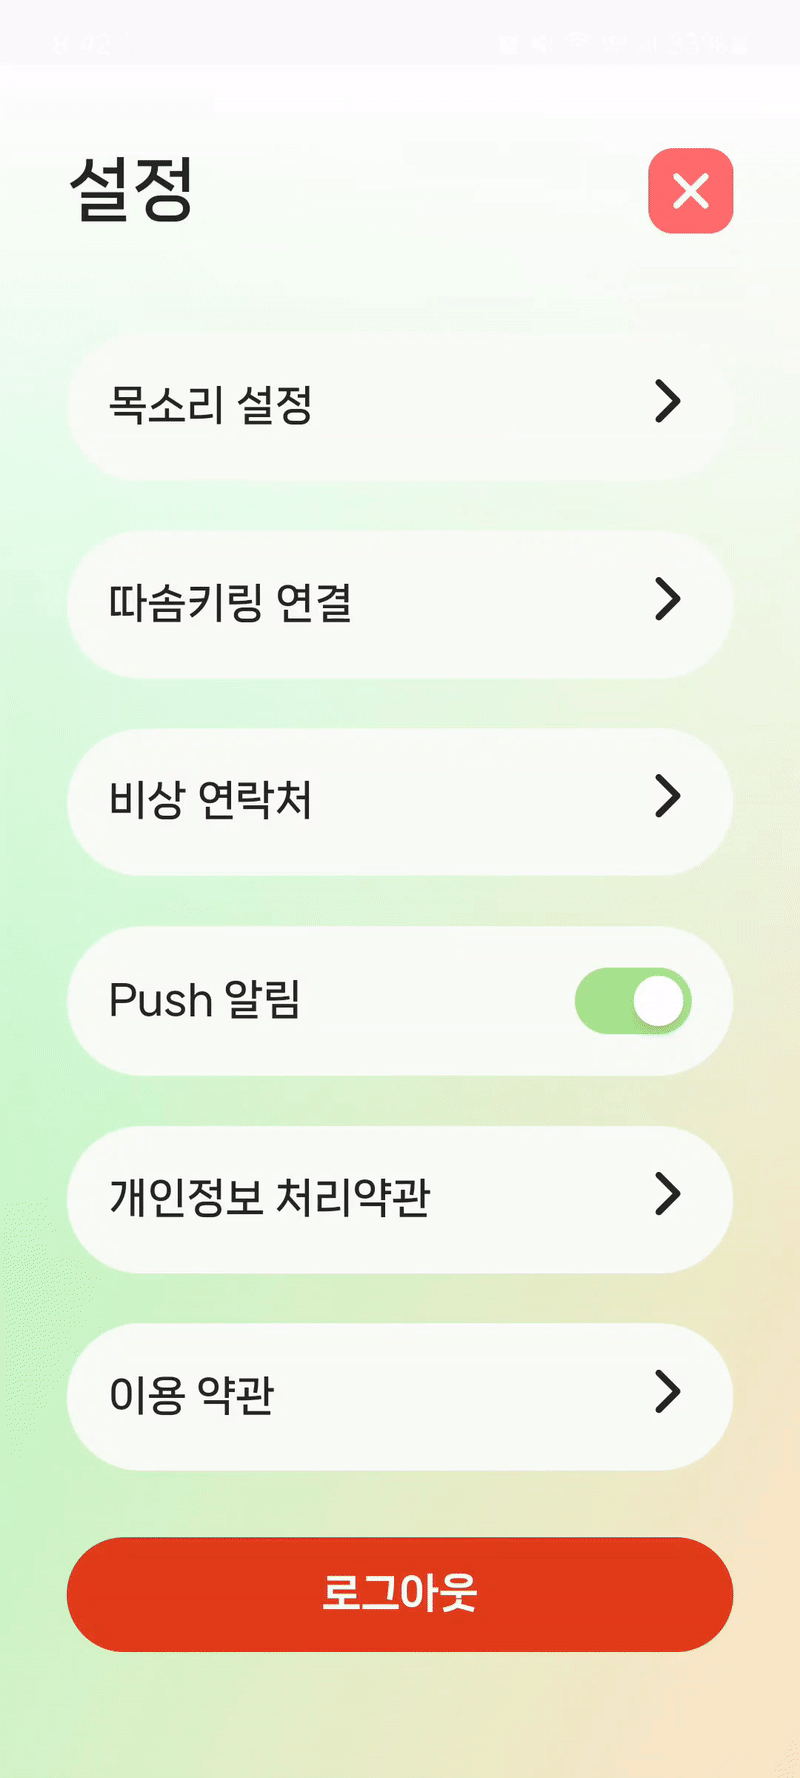 설정
목소리 설정
따솜키링 연결
비상 연락처
Push 알림
개인정보 처리약관
이용 약관
로그아웃